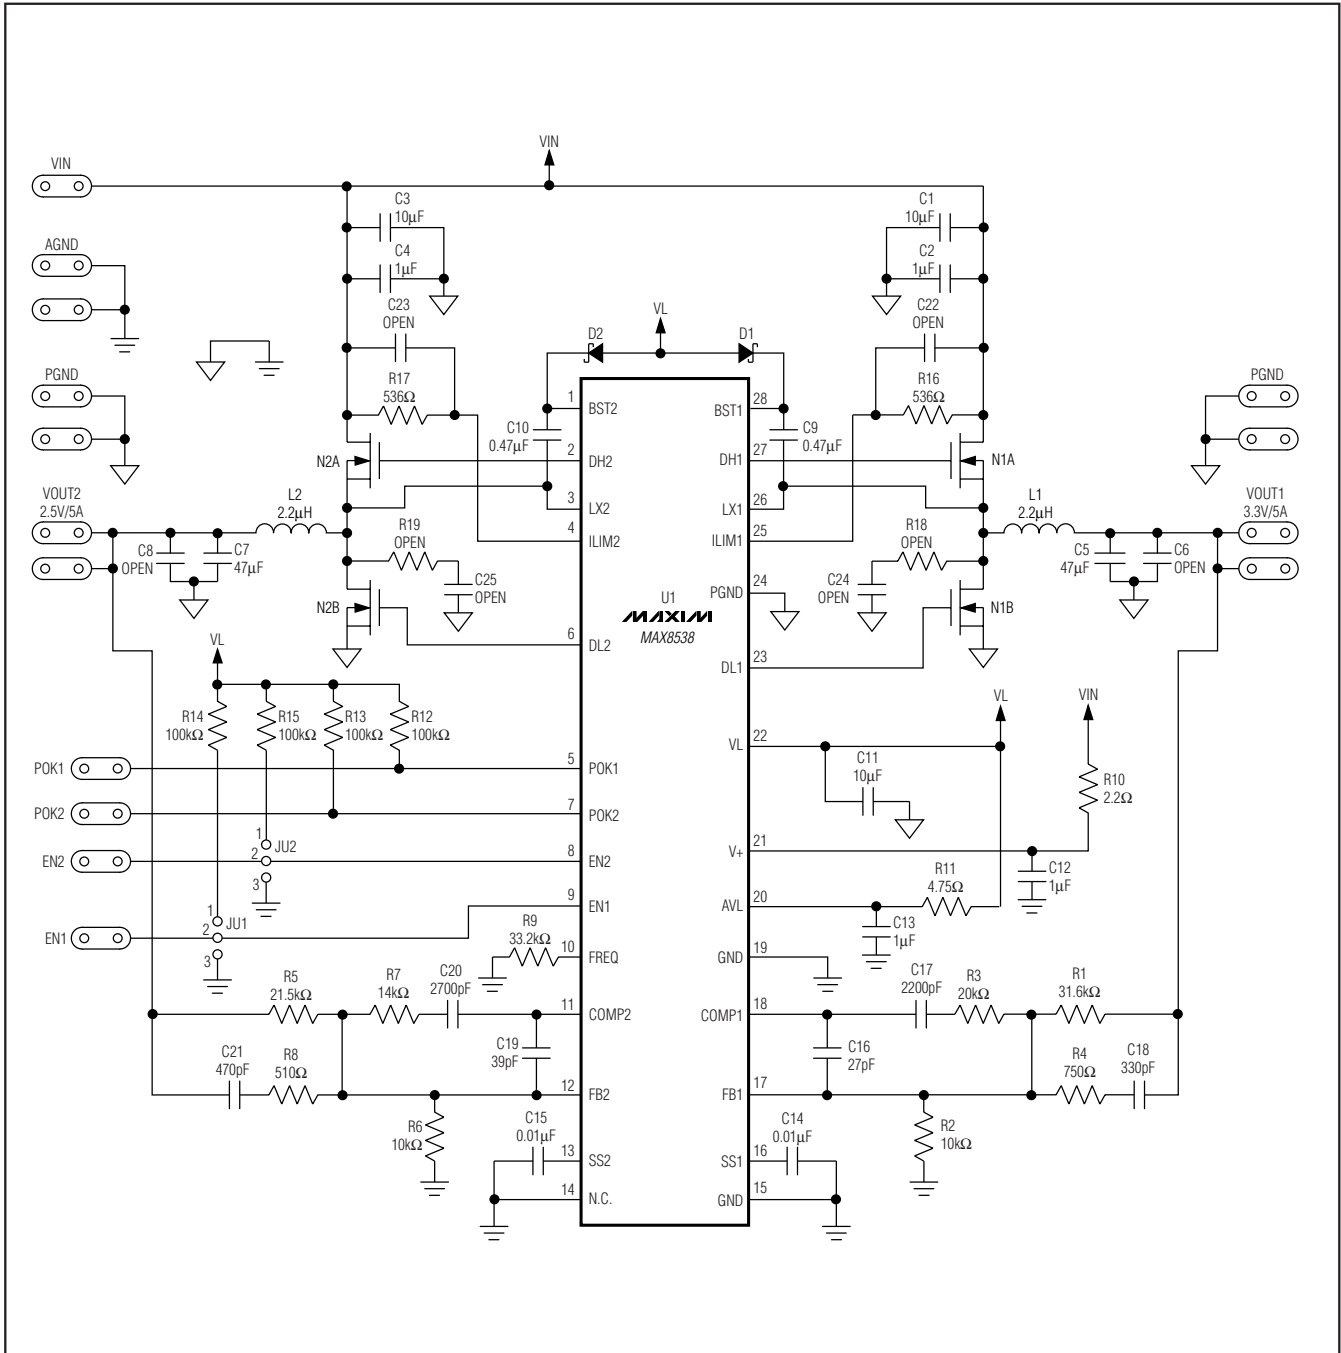 VIN
VIN
C3
10µF
C1
10µF
AGND
C4
1µF
C2
1µF
C23
OPEN
C22
OPEN
VL
D2
D1
PGND
R17
536Ω
R16
536Ω
PGND
1
BST2
28
BST1
C10
0.47µF
C9
0.47µF
N2A
2
DH2
27
DH1
N1A
VOUT2
2.5V/5A
L2
2.2µH
3
LX2
26
LX1
L1
2.2µH
VOUT1
3.3V/5A
R19
OPEN
4
ILIM2
25
ILIM1
R18
OPEN
C8
OPEN
C7
47µF
C5
47µF
C6
OPEN
C25
OPEN
24
PGND
C24
OPEN
N2B
U1
MAXIM
MAX8538
N1B
VL
6
DL2
23
DL1
VL
VIN
R14
100kΩ
R15
100kΩ
R13
100kΩ
R12
100kΩ
22
VL
C11
10µF
R10
2.2Ω
POK1
5
POK1
POK2
7
POK2
1
JU2
2
3
EN2
8
EN2
21
V+
C12
1µF
R11
4.75Ω
9
EN1
20
AVL
C13
1µF
1
JU1
2
3
EN1
R9
33.2kΩ
10
FREQ
19
GND
R5
21.5kΩ
R7
14kΩ
C20
2700pF
11
COMP2
18
COMP1
C17
2200pF
R3
20kΩ
R1
31.6kΩ
C19
39pF
C16
27pF
C21
470pF
R8
510Ω
R4
750Ω
C18
330pF
12
FB2
17
FB1
R6
10kΩ
C15
0.01µF
13
SS2
16
SS1
C14
0.01µF
R2
10kΩ
14
N.C.
15
GND